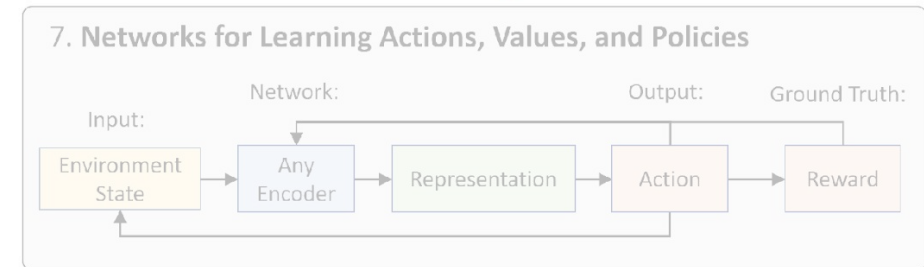 7. Networks for Learning Actions, Values, and Policies
Network:
Output:
Ground Truth:
Input:
Environment
State
Any
Encoder
Representation
Action
Reward